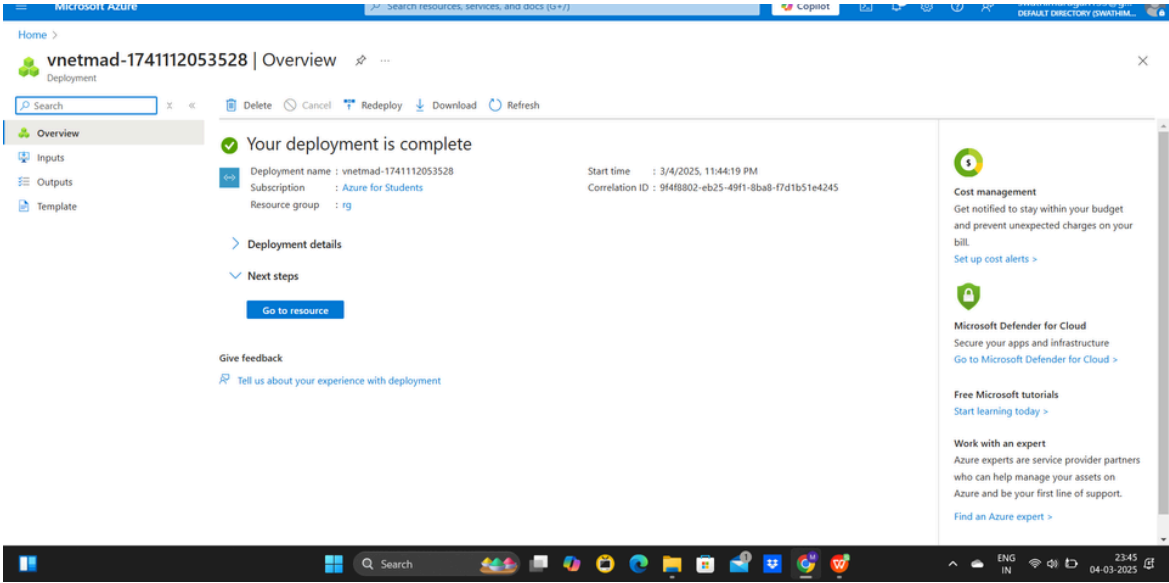 Microsoft Azure
Search resources, services, and docs (G+/)
Copilot
DEFAULT DIRECTORY (SWATHIM...
Home >
vnetmad-1741112053528 | Overview
Deployment
Search
Delete
Cancel
Redeploy
Download
Refresh
Overview
Inputs
Outputs
Template
Your deployment is complete
Deployment name : vnetmad-1741112053528
Subscription : Azure for Students
Resource group : rg
Start time : 3/4/2025, 11:44:19 PM
Correlation ID : 9f4f8802-eb25-49f1-8ba8-f7d1b51e4245
Deployment details
Next steps
Go to resource
Give feedback
Tell us about your experience with deployment
Cost management
Get notified to stay within your budget
and prevent unexpected charges on your
bill.
Set up cost alerts >
Microsoft Defender for Cloud
Secure your apps and infrastructure
Go to Microsoft Defender for Cloud >
Free Microsoft tutorials
Start learning today >
Work with an expert
Azure experts are service provider partners
who can help manage your assets on
Azure and be your first line of support.
Find an Azure expert >
Search
ENG
IN
23:45
04-03-2025